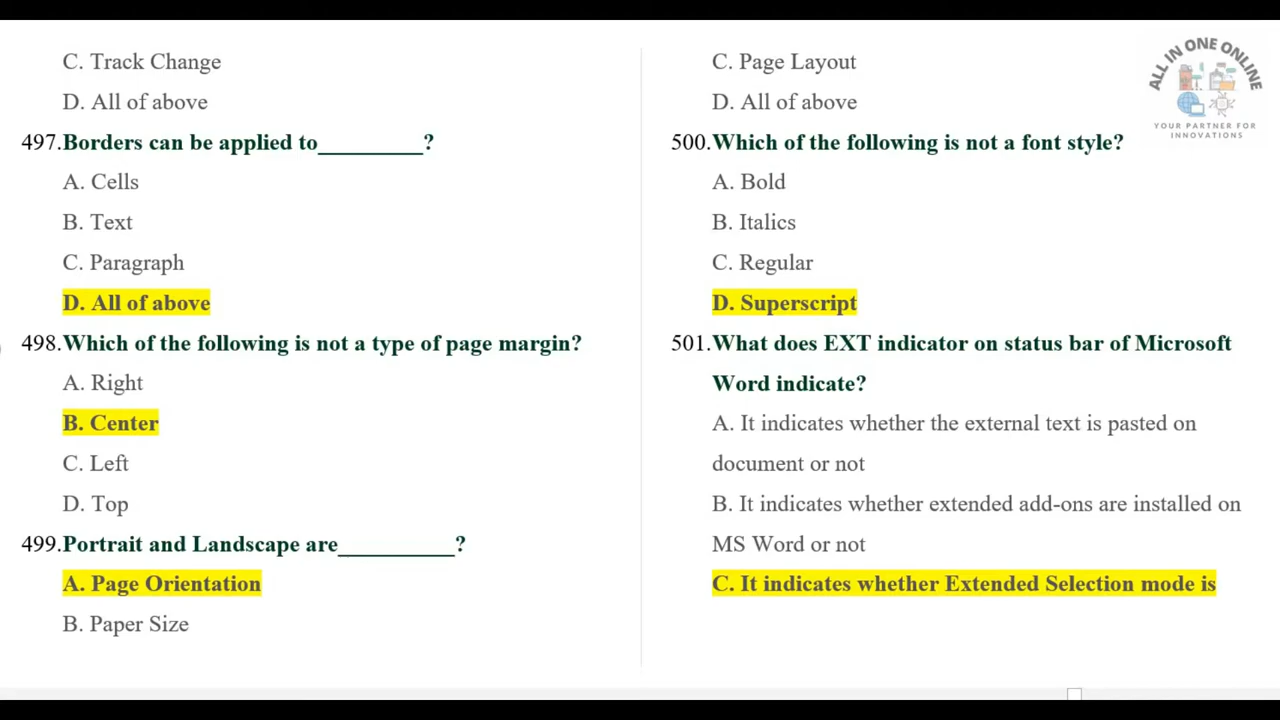 C. Track Change
D. All of above
497.Borders can be applied to_________?
A. Cells
B. Text
C. Paragraph
D. All of above
498.Which of the following is not a type of page margin?
A. Right
B. Center
C. Left
D. Top
499.Portrait and Landscape are__________?
A. Page Orientation
B. Paper Size
C. Page Layout
D. All of above
500.Which of the following is not a font style?
A. Bold
B. Italics
C. Regular
D. Superscript
501.What does EXT indicator on status bar of Microsoft
Word indicate?
A. It indicates whether the external text is pasted on
document or not
B. It indicates whether extended add-ons are installed on
MS Word or not
C. It indicates whether Extended Selection mode is
ALL IN ONE ONLINE
YOUR PARTNER FOR
INNOVATIONS